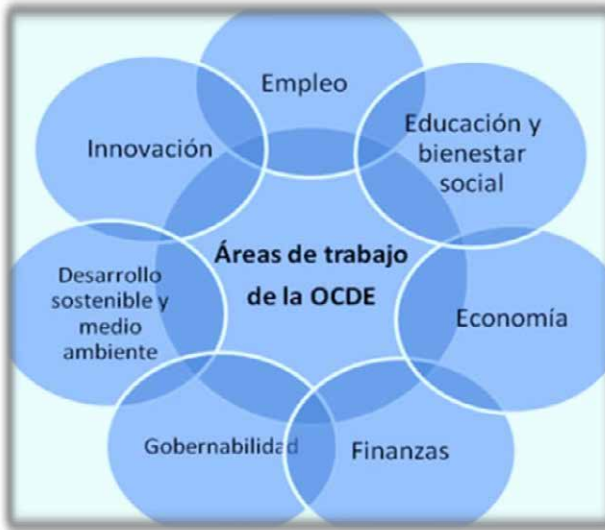 Empleo
Educación y
bienestar
social
Economía
Finanzas
Gobernabilidad
Desarrollo
sostenible y
medio
ambiente
Innovación
Áreas de trabajo
de la OCDE